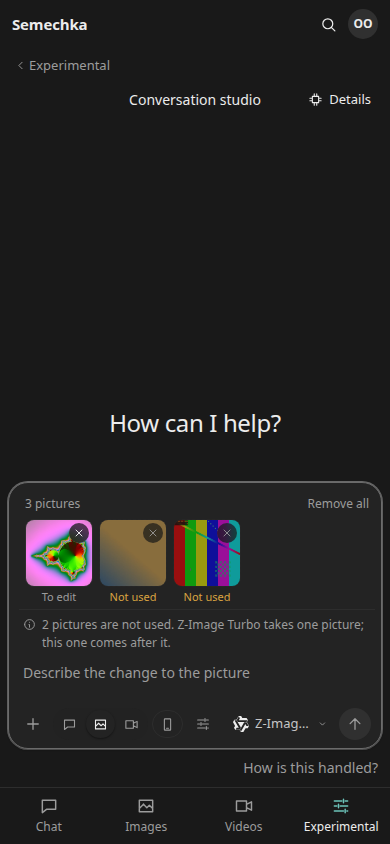 Semechka
OO
Experimental
Conversation studio
Details
How can I help?
3 pictures
Remove all
To edit
Not used
Not used
2 pictures are not used. Z-Image Turbo takes one picture;
this one comes after it.
Describe the change to the picture
Z-Imag...
How is this handled?
Chat
Images
Videos
Experimental